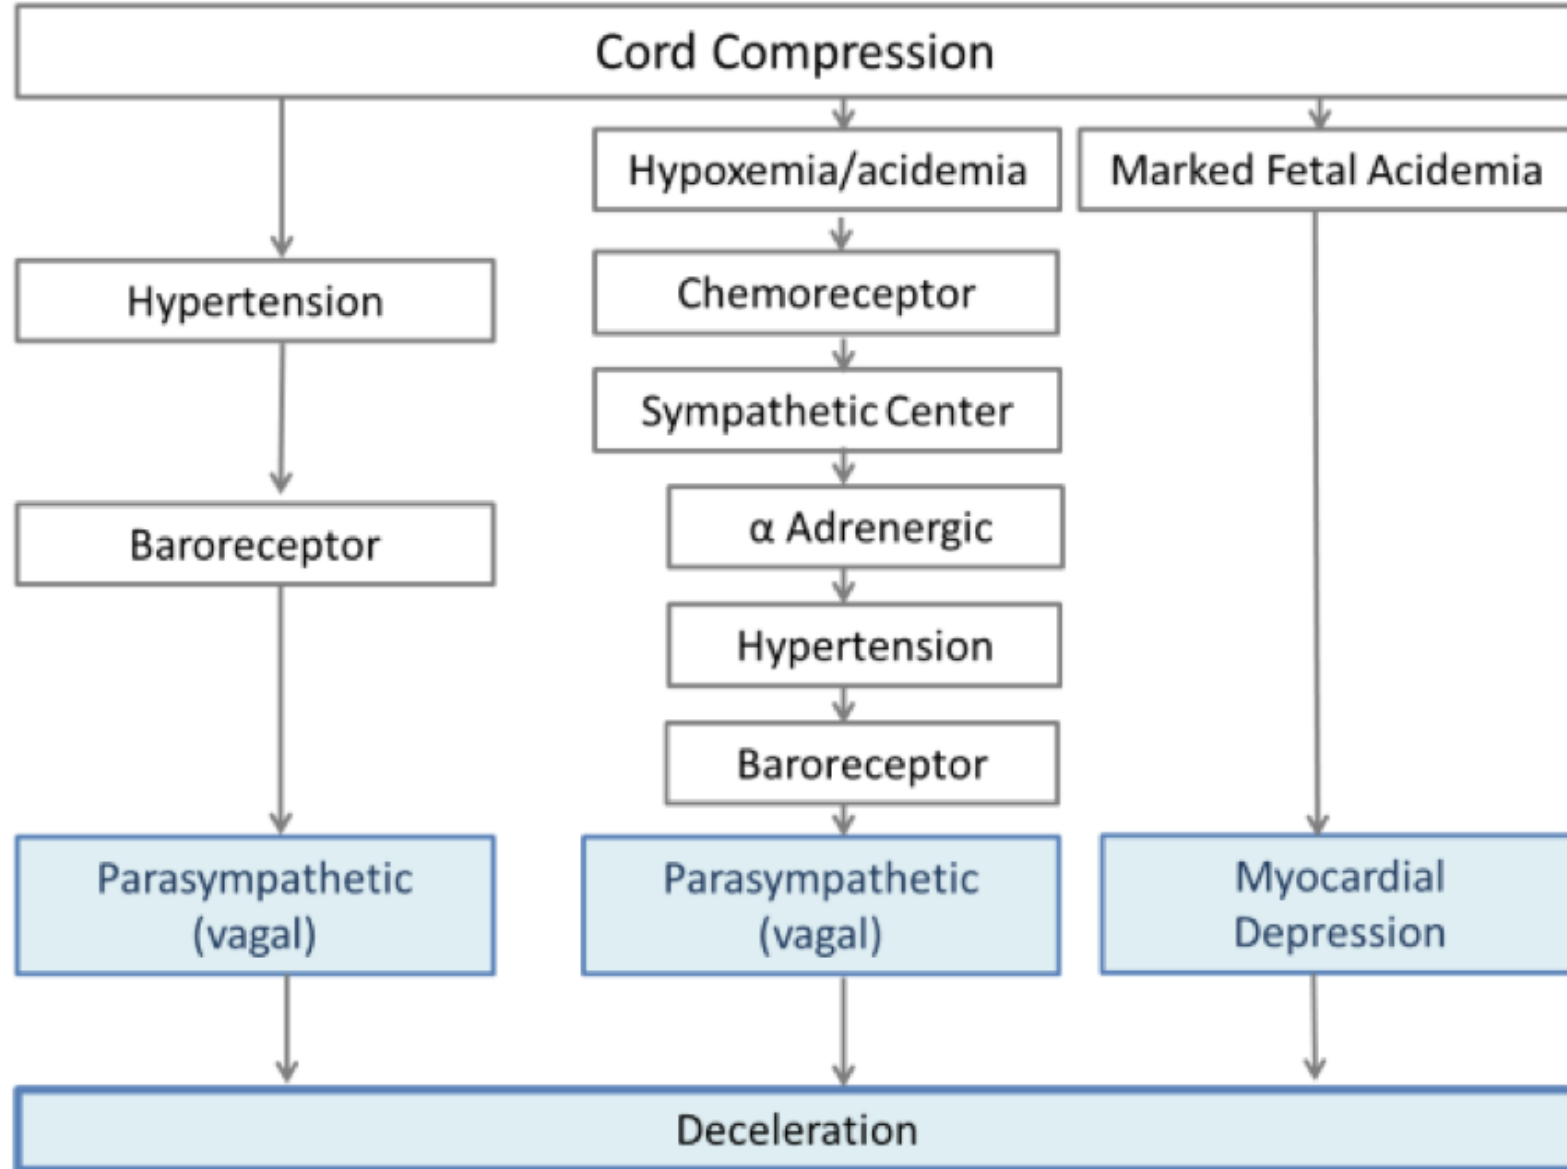 Cord Compression
Hypoxemia/acidemia
Marked Fetal Acidemia
Hypertension
Chemoreceptor
Sympathetic Center
Baroreceptor
α Adrenergic
Hypertension
Baroreceptor
Parasympathetic
(vagal)
Parasympathetic
(vagal)
Myocardial
Depression
Deceleration